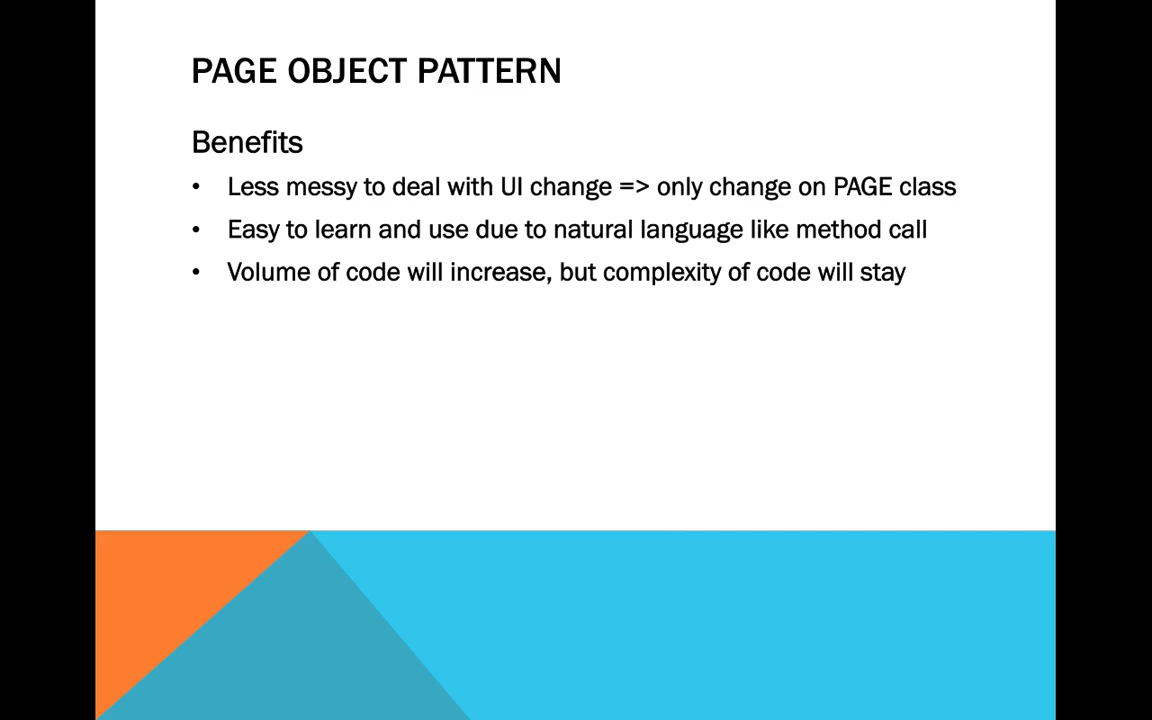 PAGE OBJECT PATTERN
Benefits
• Less messy to deal with UI change => only change on PAGE class
• Easy to learn and use due to natural language like method call
• Volume of code will increase, but complexity of code will stay